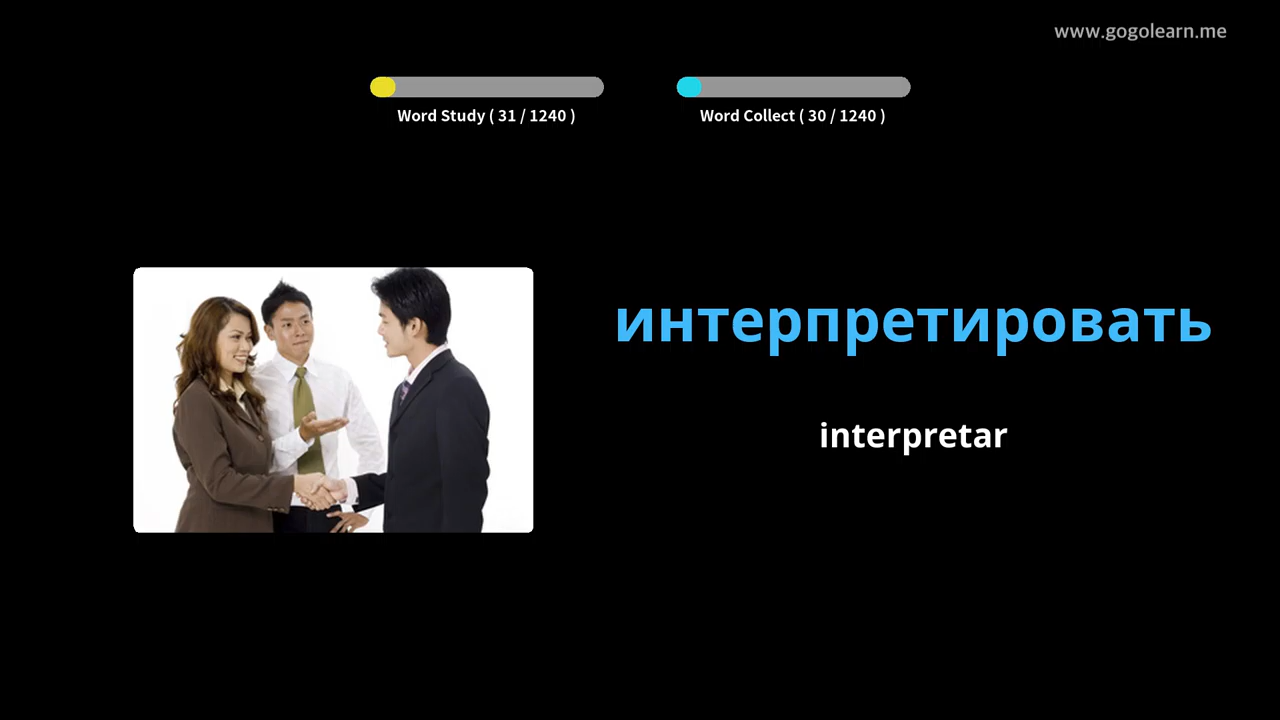 www.gogolearn.me
Word Study ( 31 / 1240 )
Word Collect ( 30 / 1240 )
интерпретировать
interpretar